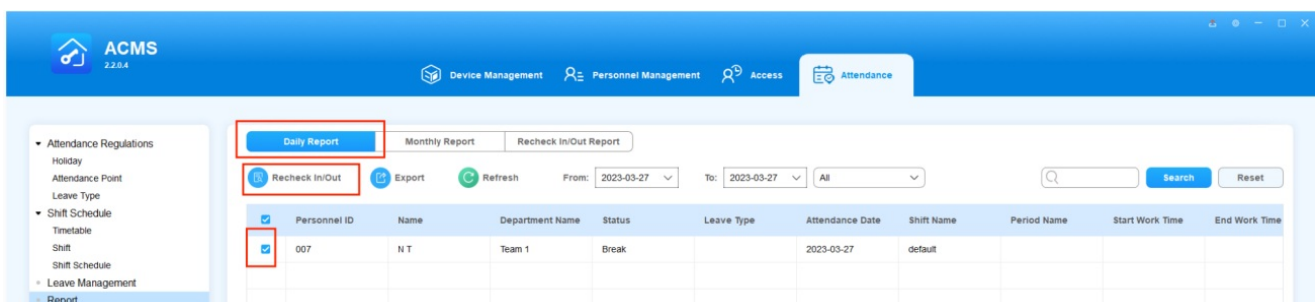 ACMS
2.2.0.4
Device Management
Personnel Management
Access
Attendance
Attendance Regulations
Holiday
Attendance Point
Leave Type
Shift Schedule
Timetable
Shift
Shift Schedule
Leave Management
Report
Daily Report Monthly Report Recheck In/Out Report
Recheck In/Out Export Refresh From: 2023-03-27 To: 2023-03-27 All Search Reset
Personnel ID Name Department Name Status Leave Type Attendance Date Shift Name Period Name Start Work Time End Work Time
007 N T Team 1 Break 2023-03-27 default